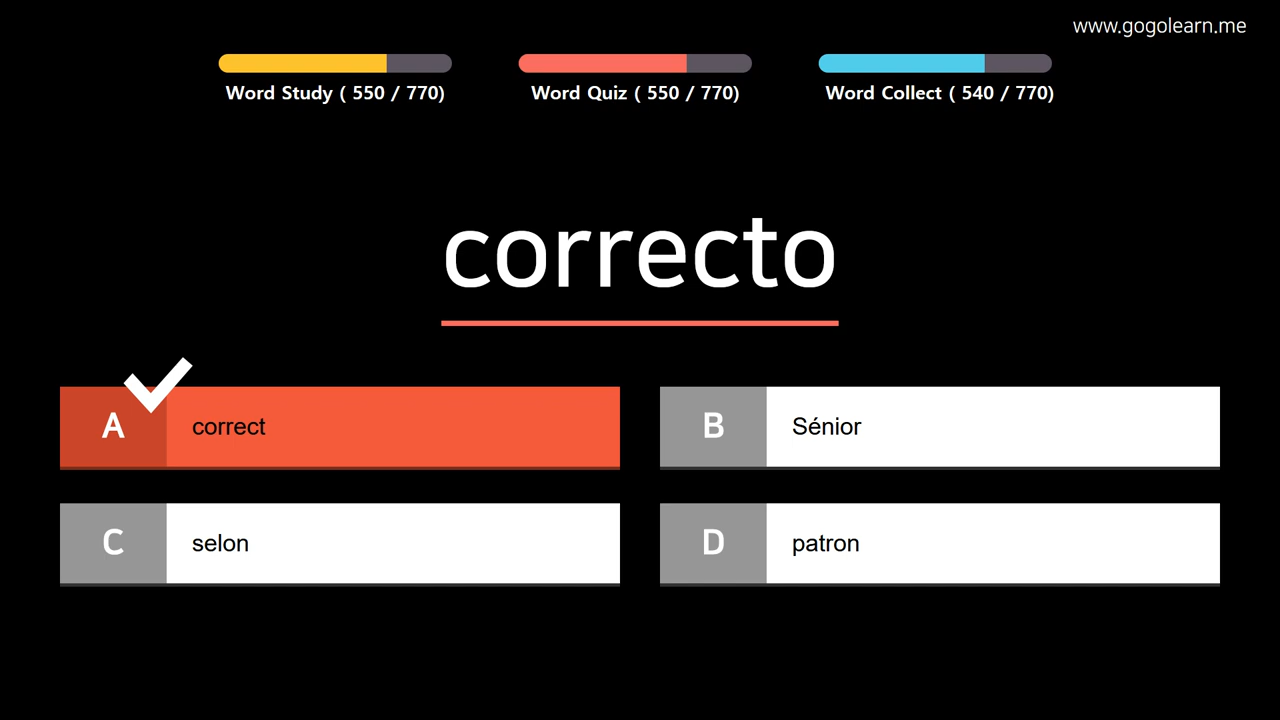 www.gogolearn.me
Word Study ( 550 / 770)
Word Quiz ( 550 / 770)
Word Collect ( 540 / 770)
correcto
A correct
B Sénior
C selon
D patron